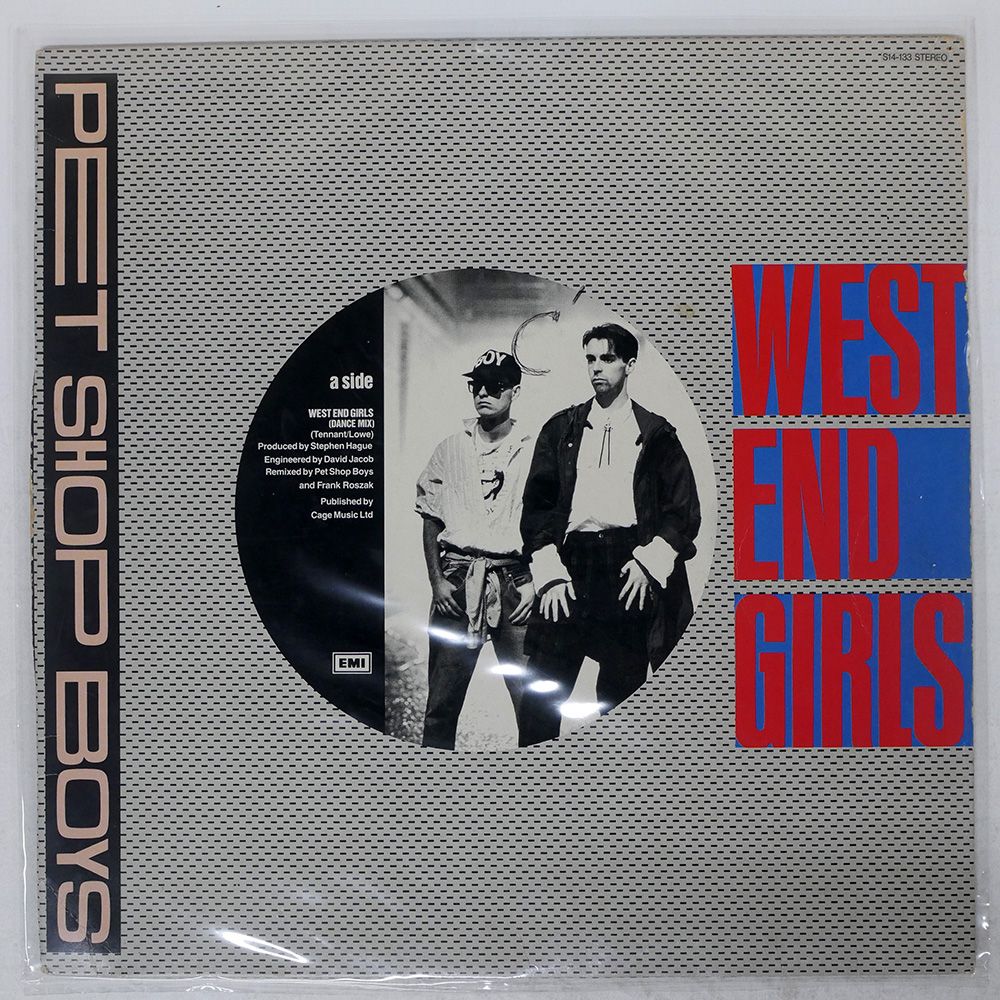 S14-133 STEREO
PET SHOP BOYS
WEST
END
GIRLS
BOY
a side
WEST END GIRLS
(DANCE MIX)
(Tennant/Lowe)
Produced by Stephen Hague
Engineered by David Jacob
Remixed by Pet Shop Boys
and Frank Roszak
Published by
Cage Music Ltd
EMI